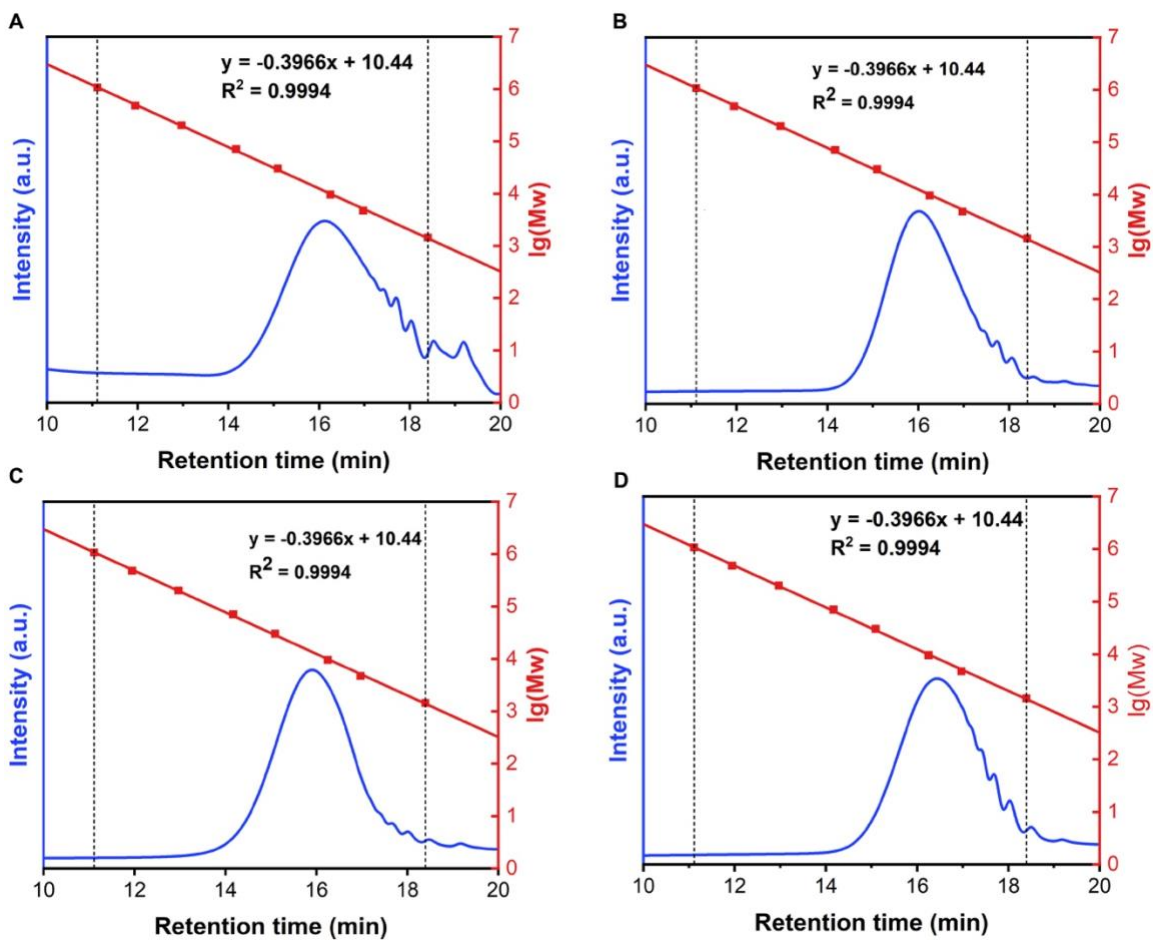 A
y = -0.3966x + 10.44
R² = 0.9994
Intensity (a.u.)
lg(Mw)
7
6
5
4
3
2
1
0
10 12 14 16 18 20
Retention time (min)
B
y = -0.3966x + 10.44
R² = 0.9994
Intensity (a.u.)
lg(Mw)
7
6
5
4
3
2
1
0
10 12 14 16 18 20
Retention time (min)
C
y = -0.3966x + 10.44
R² = 0.9994
Intensity (a.u.)
lg(Mw)
7
6
5
4
3
2
1
0
10 12 14 16 18 20
Retention time (min)
D
y = -0.3966x + 10.44
R² = 0.9994
Intensity (a.u.)
lg(Mw)
7
6
5
4
3
2
1
0
10 12 14 16 18 20
Retention time (min)